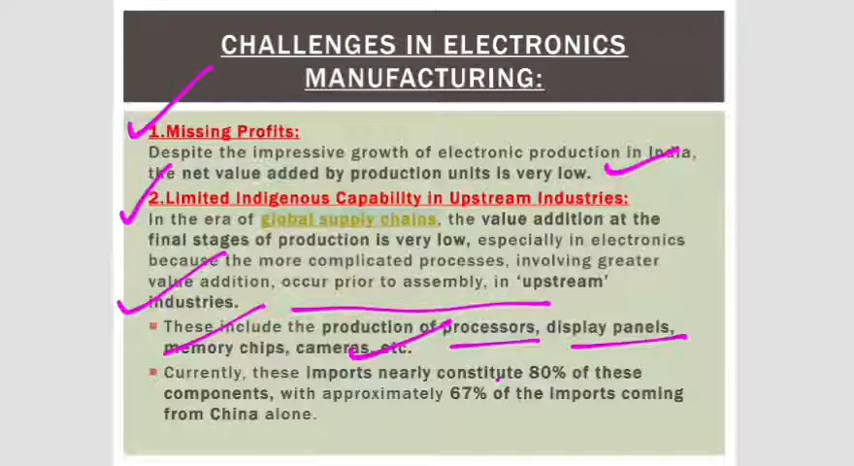 CHALLENGES IN ELECTRONICS
MANUFACTURING:
1.Missing Profits:
Despite the impressive growth of electronic production in India,
the net value added by production units is very low.
2.Limited Indigenous Capability in Upstream Industries:
In the era of global supply chains, the value addition at the
final stages of production is very low, especially in electronics
because the more complicated processes, involving greater
value addition, occur prior to assembly, in ‘upstream’
industries.
▪ These include the production of processors, display panels,
memory chips, cameras, etc.
▪ Currently, these imports nearly constitute 80% of these
components, with approximately 67% of the imports coming
from China alone.